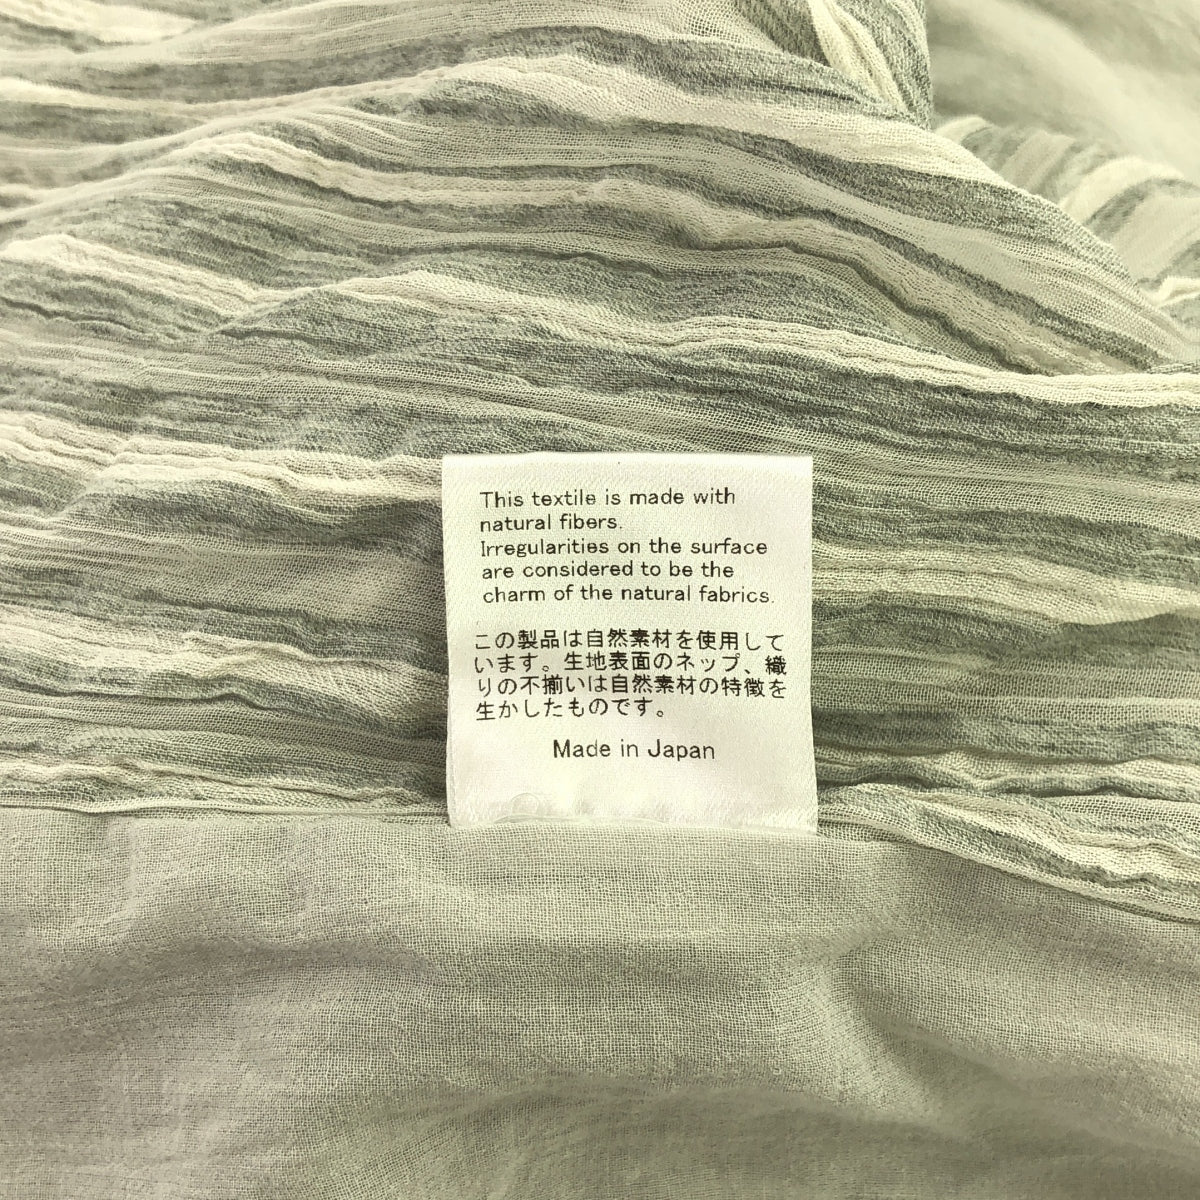 This textile is made with
natural fibers.
Irregularities on the surface
are considered to be the
charm of the natural fabrics.
この製品は自然素材を使用して
います。生地表面のネップ、織
りの不揃いは自然素材の特徴を
生かしたものです。
Made in Japan